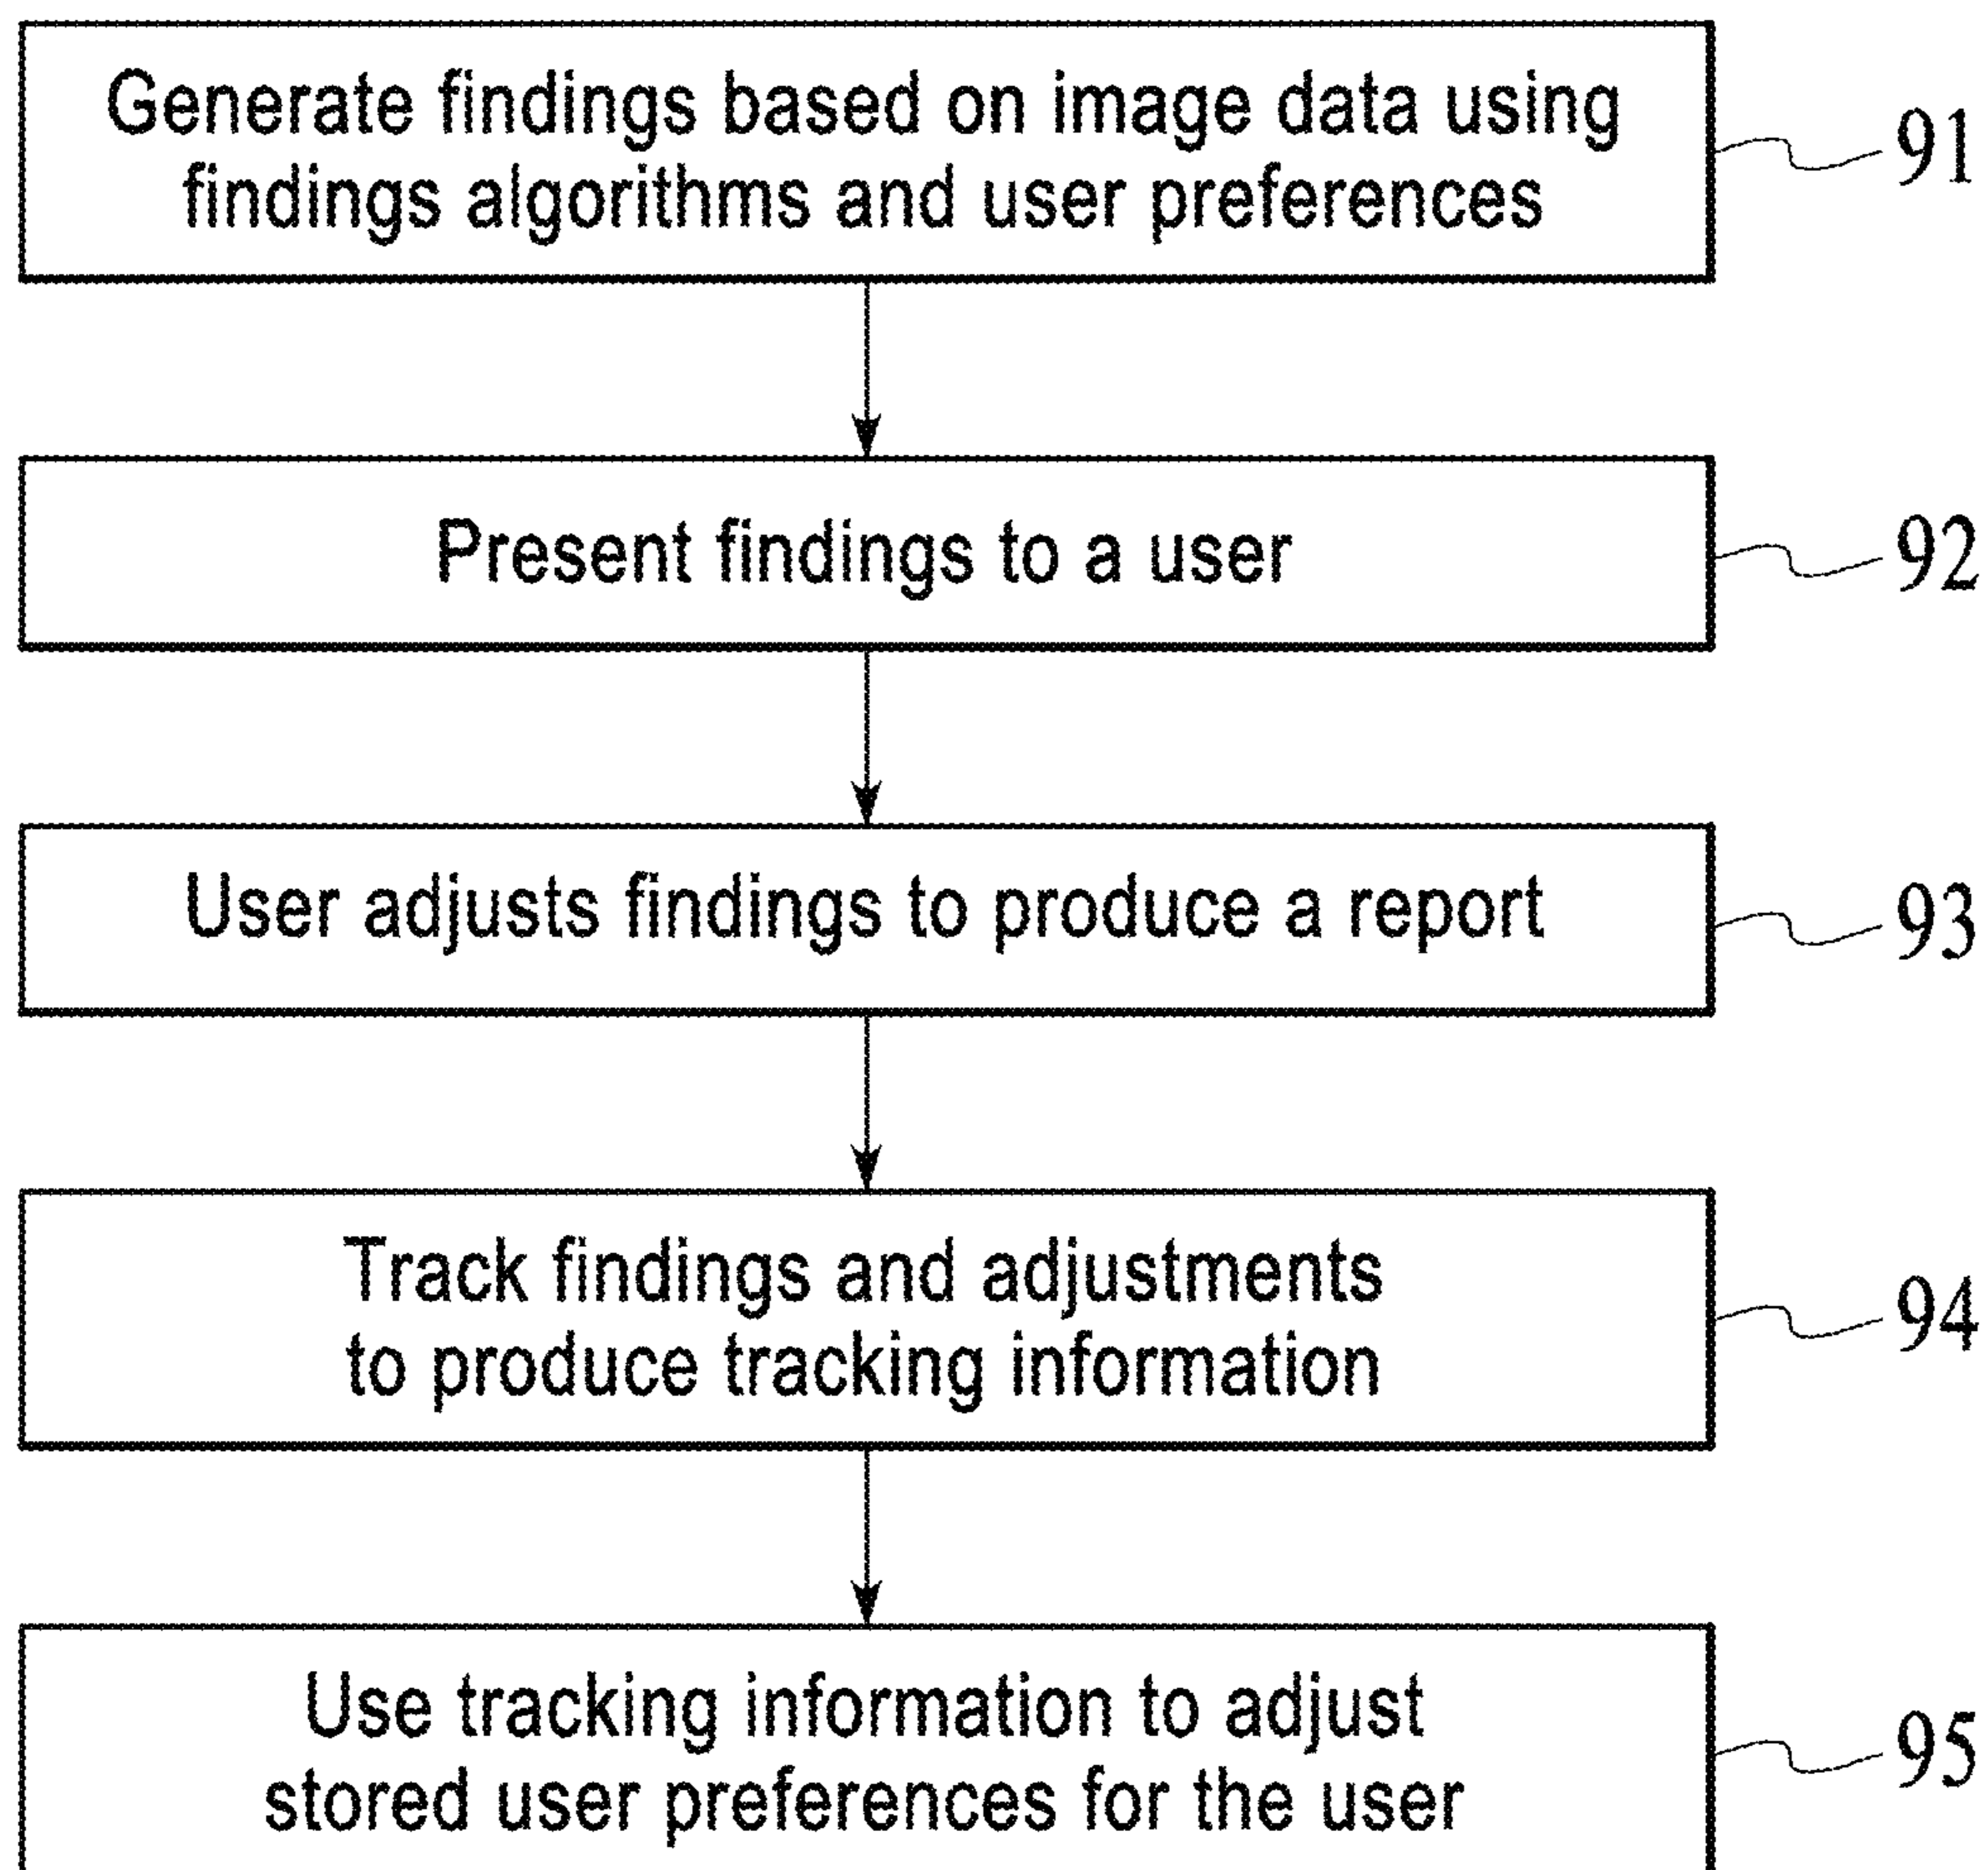 Generate findings based on image data using
findings algorithms and user preferences
91
Present findings to a user
92
User adjusts findings to produce a report
93
Track findings and adjustments
to produce tracking information
94
Use tracking information to adjust
stored user preferences for the user
95